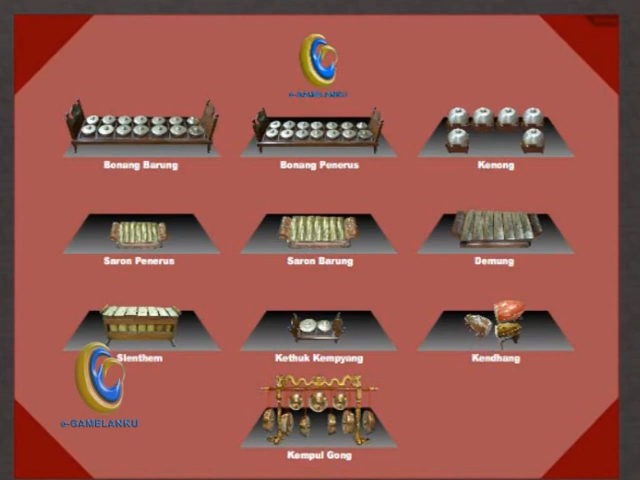 e-GAMELANKU
Bonang Barung
Bonang Penerus
Kenong
Saron Penerus
Saron Barung
Demung
Slenthem
Kethuk Kempyang
Kendhang
e-GAMELANKU
Kempul Gong